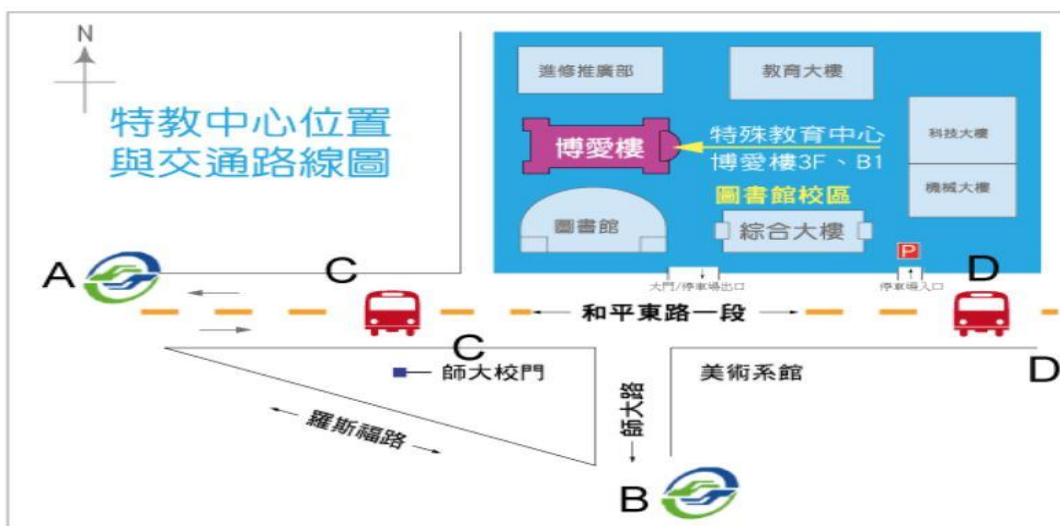 N
特教中心位置
與交通路線圖
進修推廣部
教育大樓
博愛樓
特殊教育中心
博愛樓3F、B1
科技大樓
機械大樓
圖書館校區
圖書館
綜合大樓
P
A
C
D
大門/停車場出口
停車場入口
和平東路一段
C
師大校門
美術系館
D
羅斯福路
師大路
B